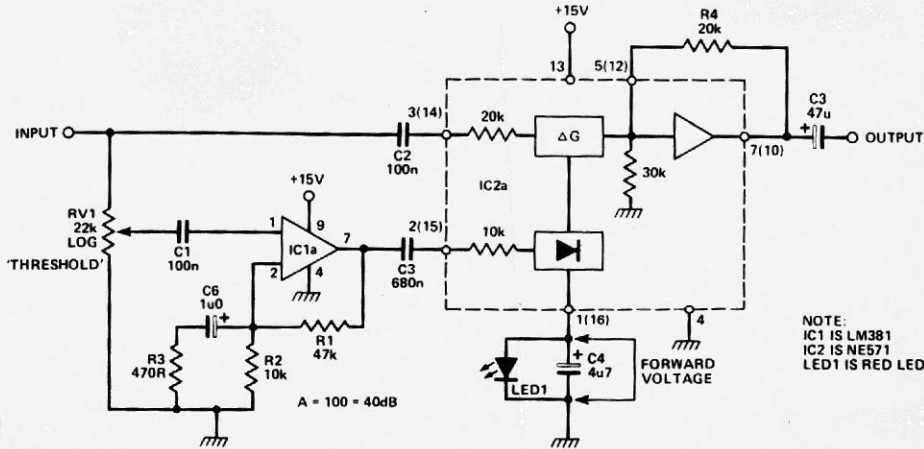 +15V
R4
20k
13
5(12)
3(14)
20k
ΔG
C3
47u
+
INPUT
OUTPUT
C2
100n
7(10)
+15V
IC2a
30k
RV1
22k
LOG
'THRESHOLD'
1
9
IC1a
7
2(15)
10k
C1
100n
2
4
C3
680n
C6
1u0
+
R1
47k
1(16)
4
R3
470R
R2
10k
+
C4
4u7
LED1
FORWARD
VOLTAGE
A = 100 = 40dB
NOTE:
IC1 IS LM381
IC2 IS NE571
LED1 IS RED LED